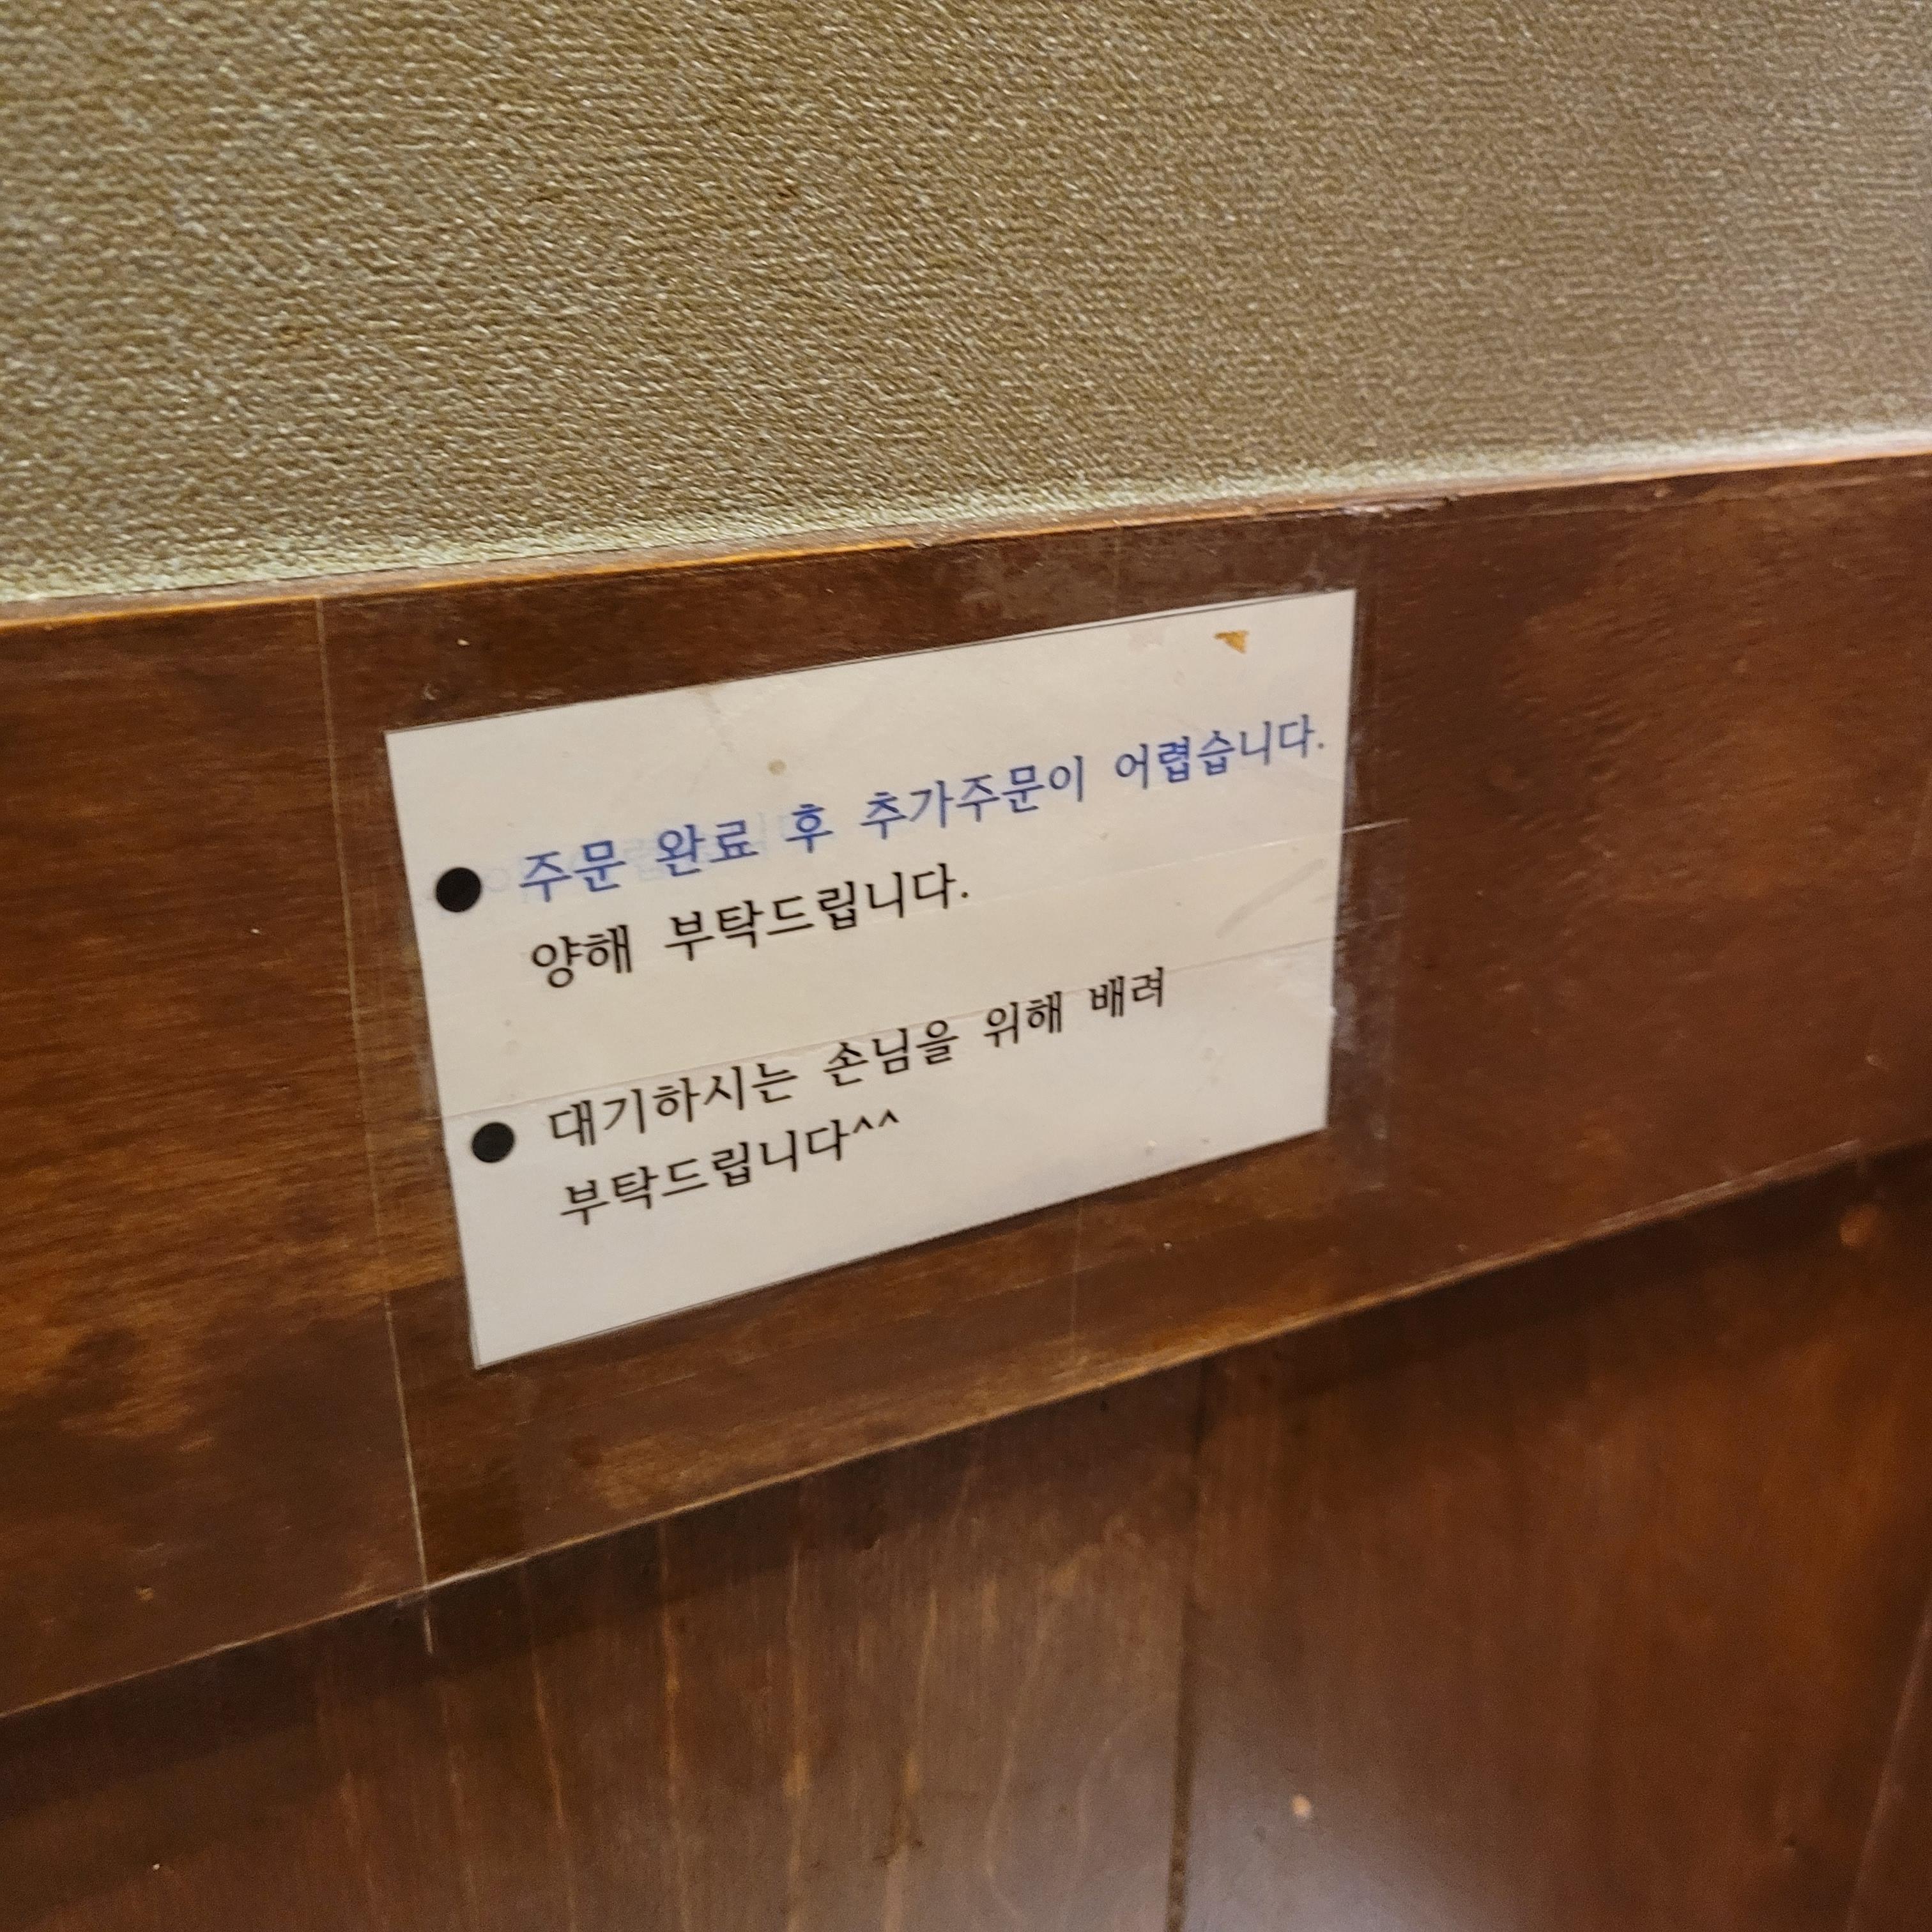 ● 주문 완료 후 추가주문이 어렵습니다.
양해 부탁드립니다.
● 대기하시는 손님을 위해 배려
부탁드립니다^^